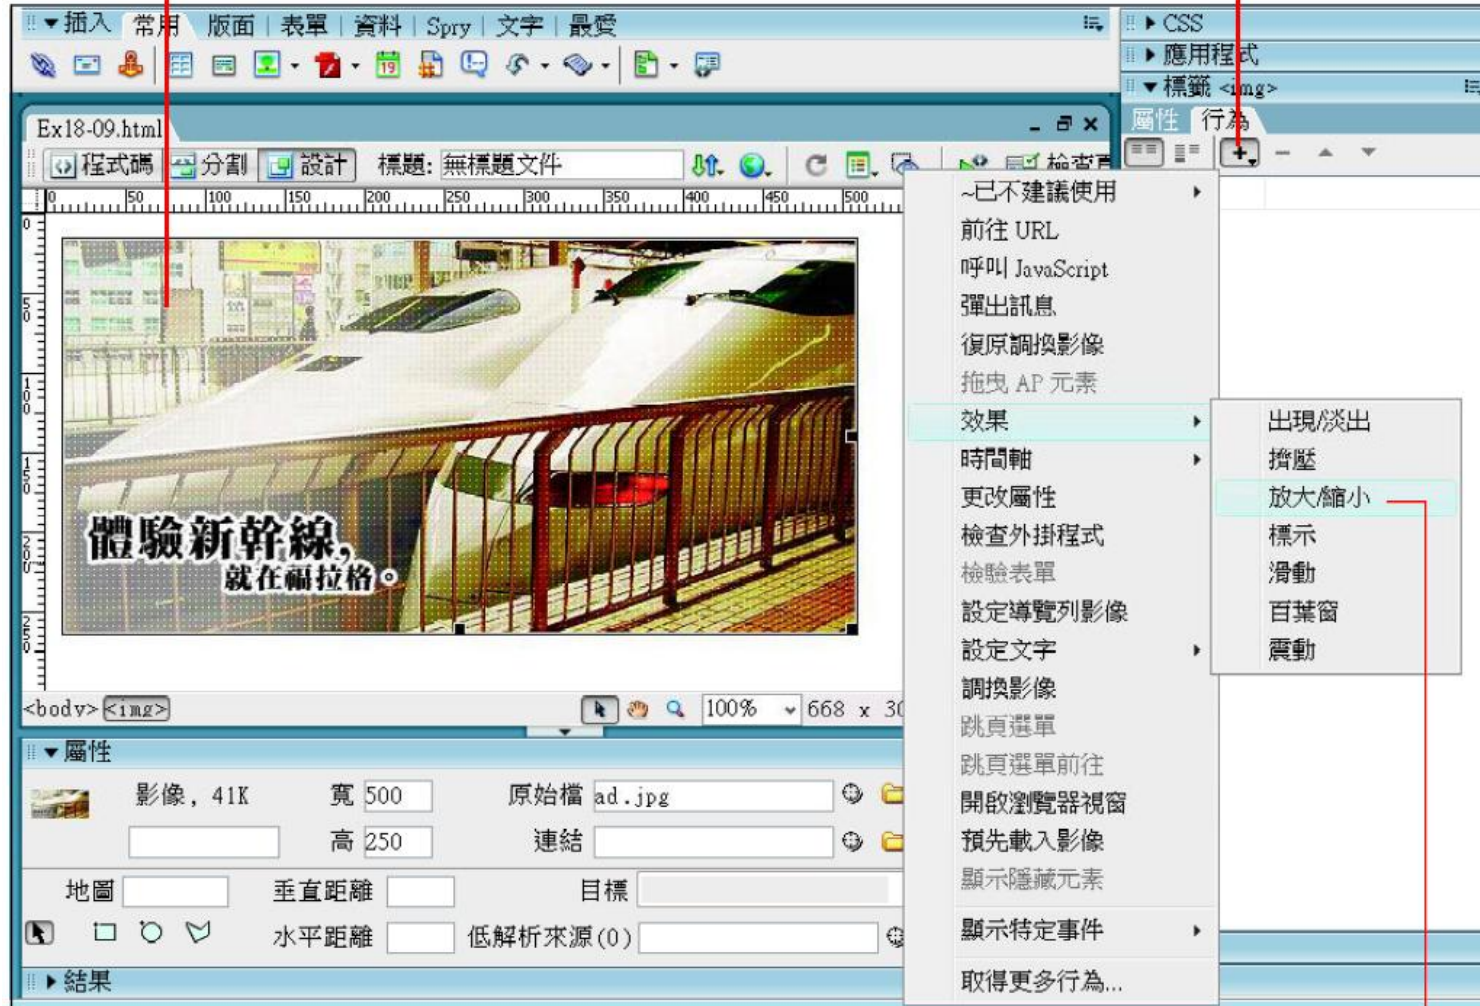 插入 常用 版面 表單 資料 Spry 文字 最愛
CSS
應用程式
標籤 <img>
屬性 行為
19
Ex18-09.html
程式碼 分割 設計 標題: 無標題文件 檢查
0 50 100 150 200 250 300 350 400 450 500
體驗新幹線,
就在福拉格。
~已不建議使用
前往 URL
呼叫 JavaScript
彈出訊息
復原調換影像
拖曳 AP 元素
效果
時間軸
更改屬性
檢查外掛程式
檢驗表單
設定導覽列影像
設定文字
調換影像
跳頁選單
跳頁選單前往
開啟瀏覽器視窗
預先載入影像
顯示隱藏元素
顯示特定事件
取得更多行為...
出現/淡出
擠壓
放大/縮小
標示
滑動
百葉窗
震動
<body> <img> 100% 668 x 30
屬性
影像, 41K 寬 500 原始檔 ad.jpg
高 250 連結
地圖 垂直距離 目標
水平距離 低解析來源(O)
結果